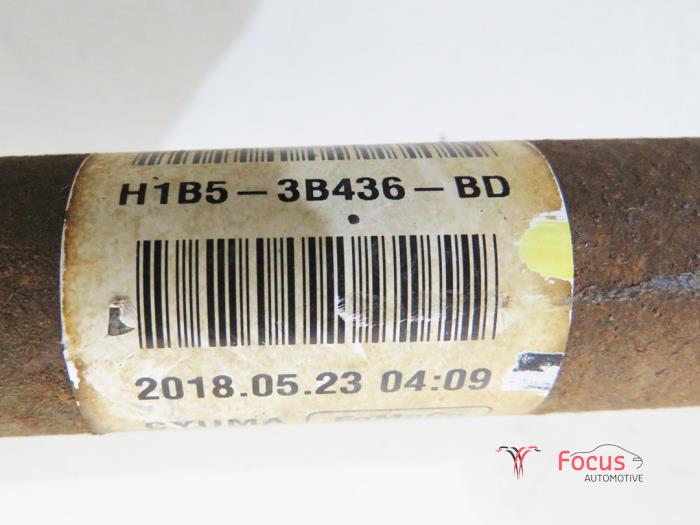 H1B5-3B436-BD
2018.05.23 04:09
Focus
AUTOMOTIVE